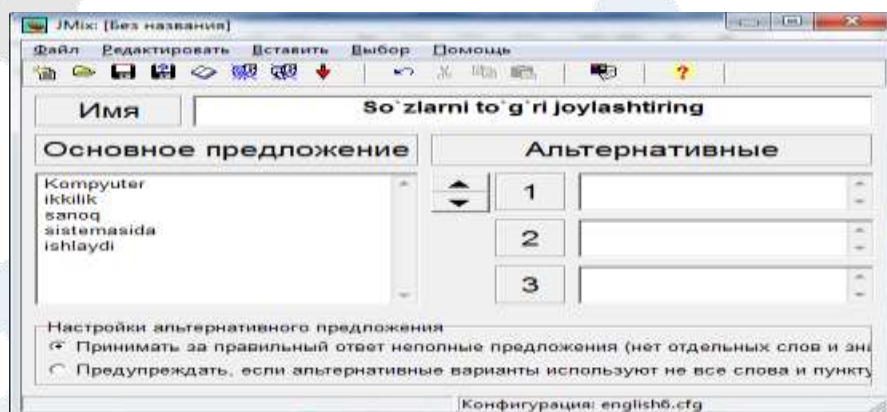 JMix: [Без названия]
Файл Редактировать Вставить Выбор Помощь
Имя So`zlarni to`g`ri joylashtiring
Основное предложение Альтернативные
Kompyuter
ikkilik
sanoq
sistemasida
ishlaydi
1
2
3
Настройки альтернативного предложения
Принимать за правильный ответ неполные предложения (нет отдельных слов и зна
Предупреждать, если альтернативные варианты используют не все слова и пункту
Конфигурация: english6.cfg